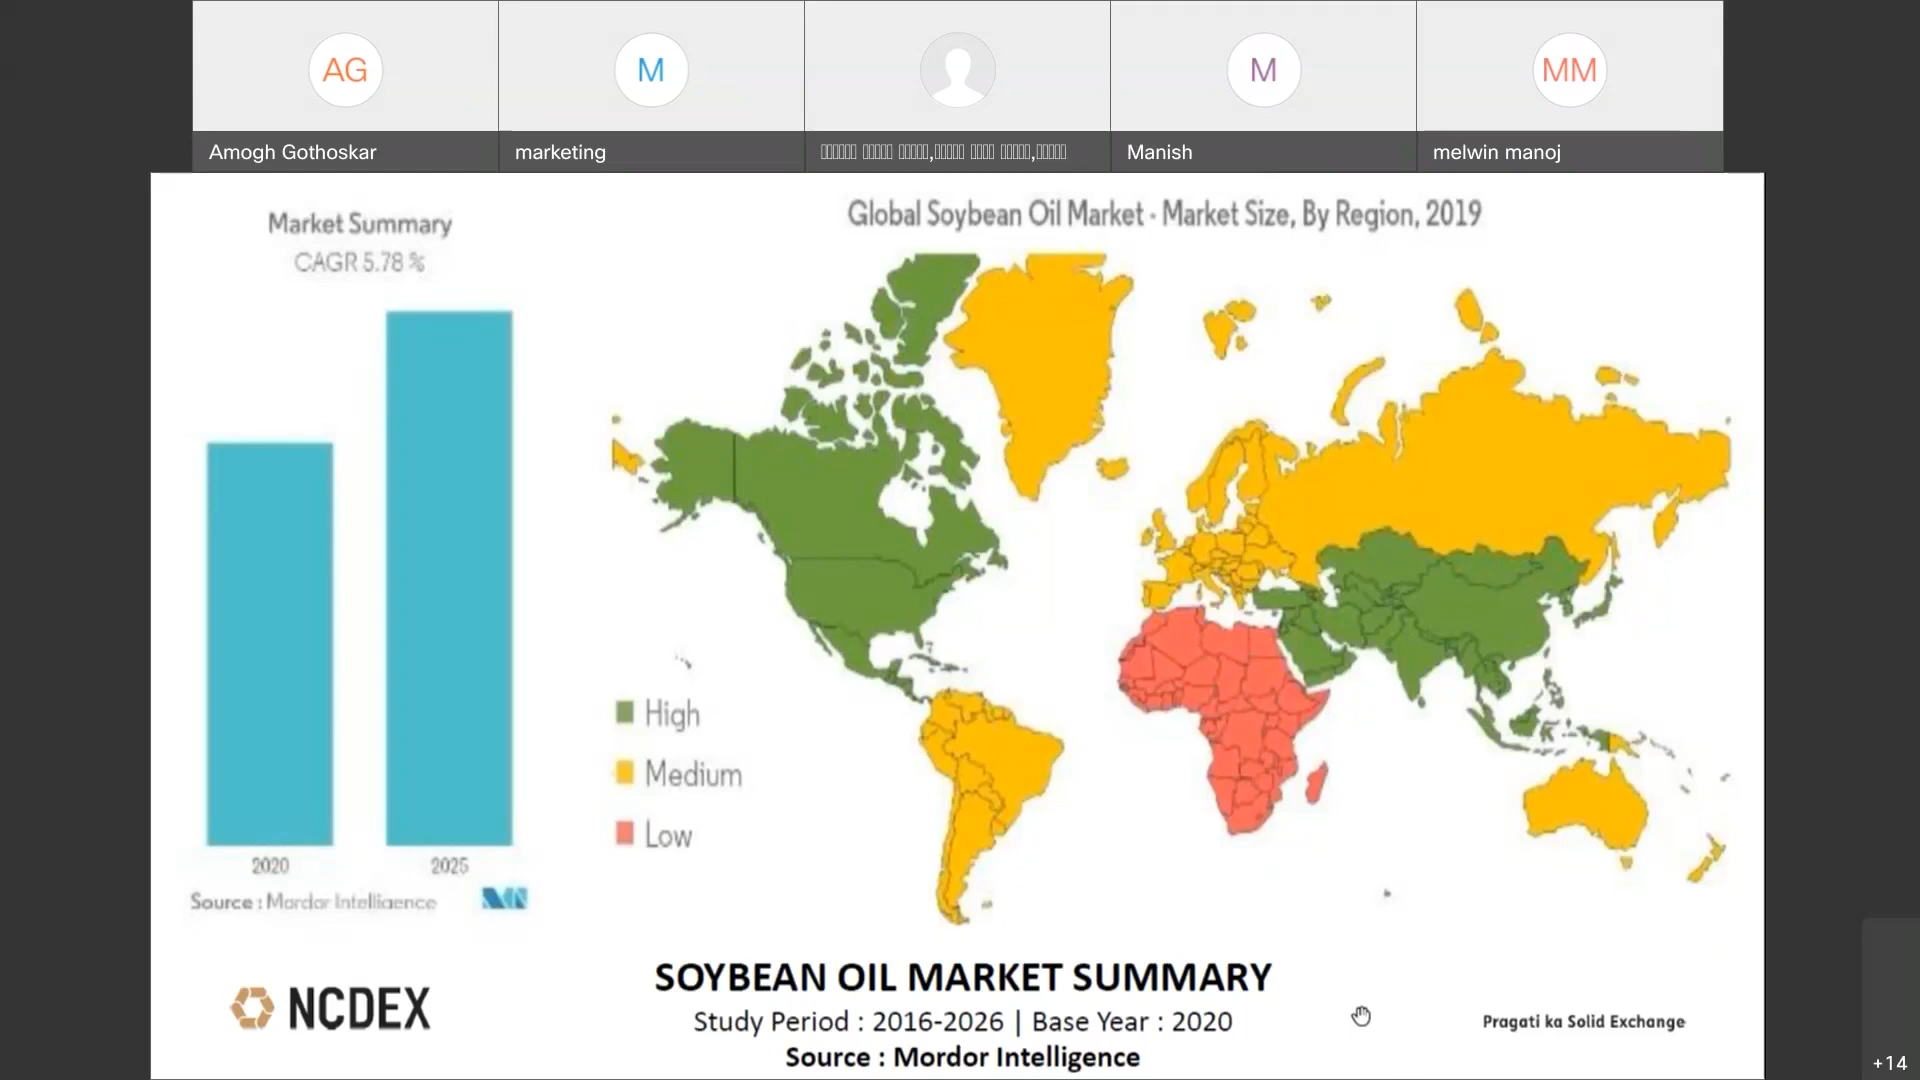 AG
M
M
MM
Amogh Gothoskar
marketing
Manish
melwin manoj
Market Summary
CAGR 5.78 %
Global Soybean Oil Market - Market Size, By Region, 2019
High
Medium
Low
2020
2025
Source : Mordor Intelligence
NCDEX
SOYBEAN OIL MARKET SUMMARY
Study Period : 2016-2026 | Base Year : 2020
Source : Mordor Intelligence
Pragati ka Solid Exchange
+14